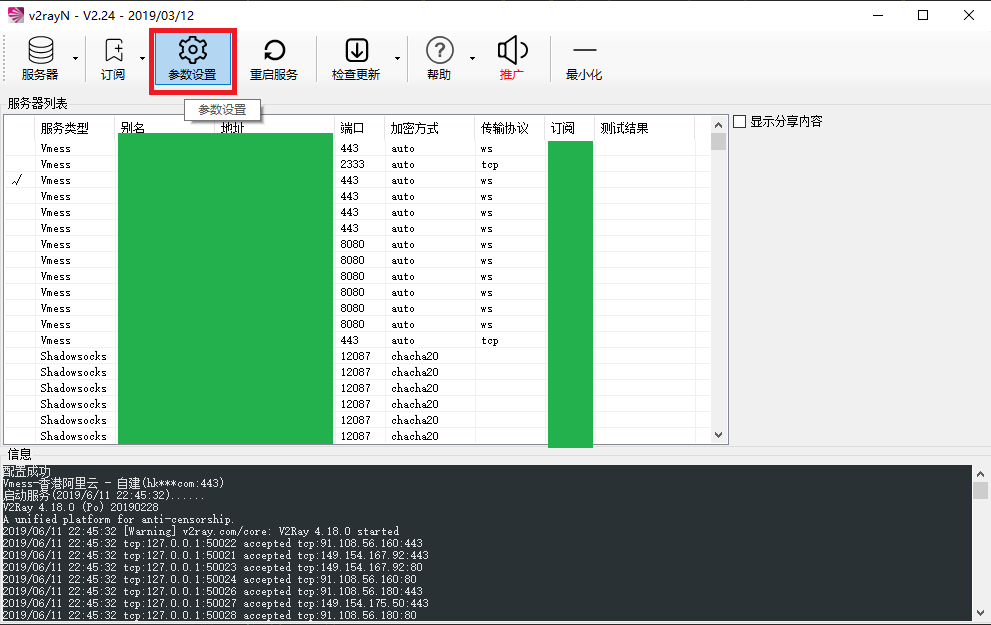 v2rayN - V2.24 - 2019/03/12
服务器 订阅 参数设置 重启服务 检查更新 帮助 推广 最小化
参数设置
服务器列表
显示分享内容
服务类型 别名 地址 端口 加密方式 传输协议 订阅 测试结果
Vmess 443 auto ws
Vmess 2333 auto tcp
√ Vmess 443 auto ws
Vmess 443 auto ws
Vmess 443 auto ws
Vmess 443 auto ws
Vmess 8080 auto ws
Vmess 8080 auto ws
Vmess 8080 auto ws
Vmess 8080 auto ws
Vmess 8080 auto ws
Vmess 8080 auto ws
Vmess 443 auto tcp
Shadowsocks 12087 chacha20
Shadowsocks 12087 chacha20
Shadowsocks 12087 chacha20
Shadowsocks 12087 chacha20
Shadowsocks 12087 chacha20
Shadowsocks 12087 chacha20
信息
配置成功
Vmess-香港阿里云 - 自建(hk***com:443)
启动服务(2019/6/11 22:45:32)......
V2Ray 4.18.0 (Po) 20190228
A unified platform for anti-censorship.
2019/06/11 22:45:32 [Warning] v2ray.com/core: V2Ray 4.18.0 started
2019/06/11 22:45:32 tcp:127.0.0.1:50022 accepted tcp:91.108.56.160:443
2019/06/11 22:45:32 tcp:127.0.0.1:50021 accepted tcp:149.154.167.92:443
2019/06/11 22:45:32 tcp:127.0.0.1:50023 accepted tcp:149.154.167.92:80
2019/06/11 22:45:32 tcp:127.0.0.1:50024 accepted tcp:91.108.56.160:80
2019/06/11 22:45:32 tcp:127.0.0.1:50026 accepted tcp:91.108.56.180:443
2019/06/11 22:45:32 tcp:127.0.0.1:50027 accepted tcp:149.154.175.50:443
2019/06/11 22:45:32 tcp:127.0.0.1:50028 accepted tcp:91.108.56.180:80